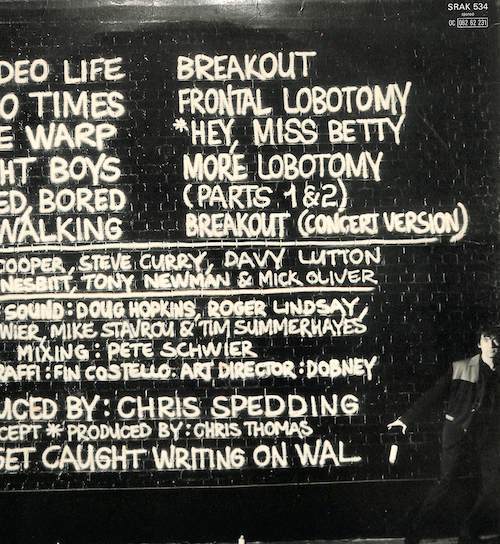 SRAK 534
stereo
OC 062 62 231
DEO LIFE BREAKOUT
O TIMES FRONTAL LOBOTOMY
E WARP *HEY, MISS BETTY
HT BOYS MORE LOBOTOMY
ED, BORED (PARTS 1 & 2)
WALKING BREAKOUT (CONCERT VERSION)
COOPER, STEVE CURRY, DAVY LUTTON
NESBITT, TONY NEWMAN & MICK OLIVER
SOUND: DOUG HOPKINS, ROGER LINDSAY,
WIER, MIKE STAVROU & TIM SUMMERHAYES
MIXING: PETE SCHWIER
RAFFI: FIN COSTELLO. ART DIRECTOR: DOBNEY
UCED BY: CHRIS SPEDDING
CEPT * PRODUCED BY: CHRIS THOMAS
GET CAUGHT WRITING ON WAL